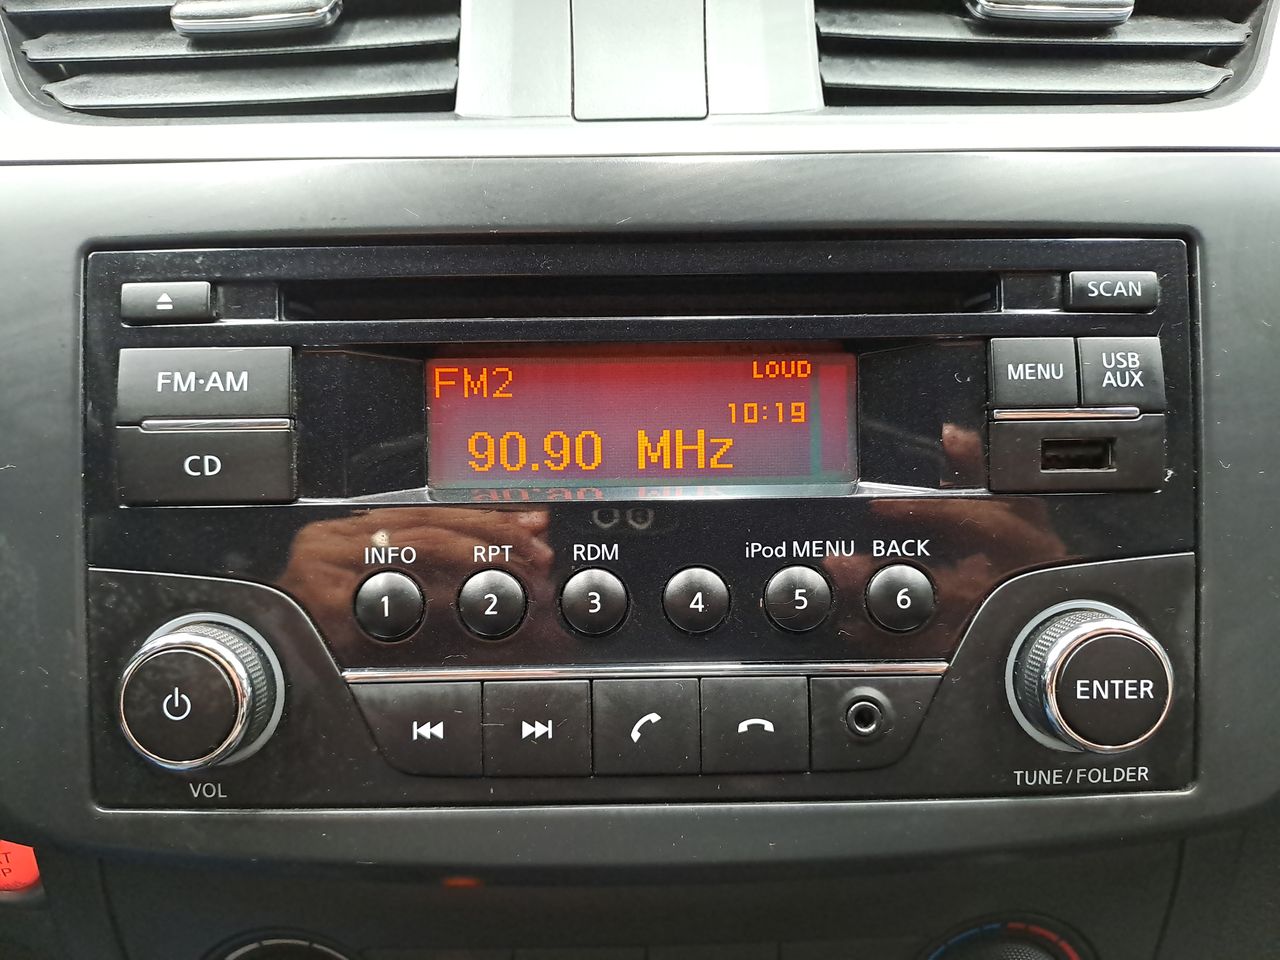 SCAN
FM·AM
CD
FM2
LOUD
10:19
90.90 MHz
MENU
USB
AUX
INFO
RPT
RDM
iPod MENU
BACK
1
2
3
4
5
6
ENTER
VOL
TUNE/FOLDER